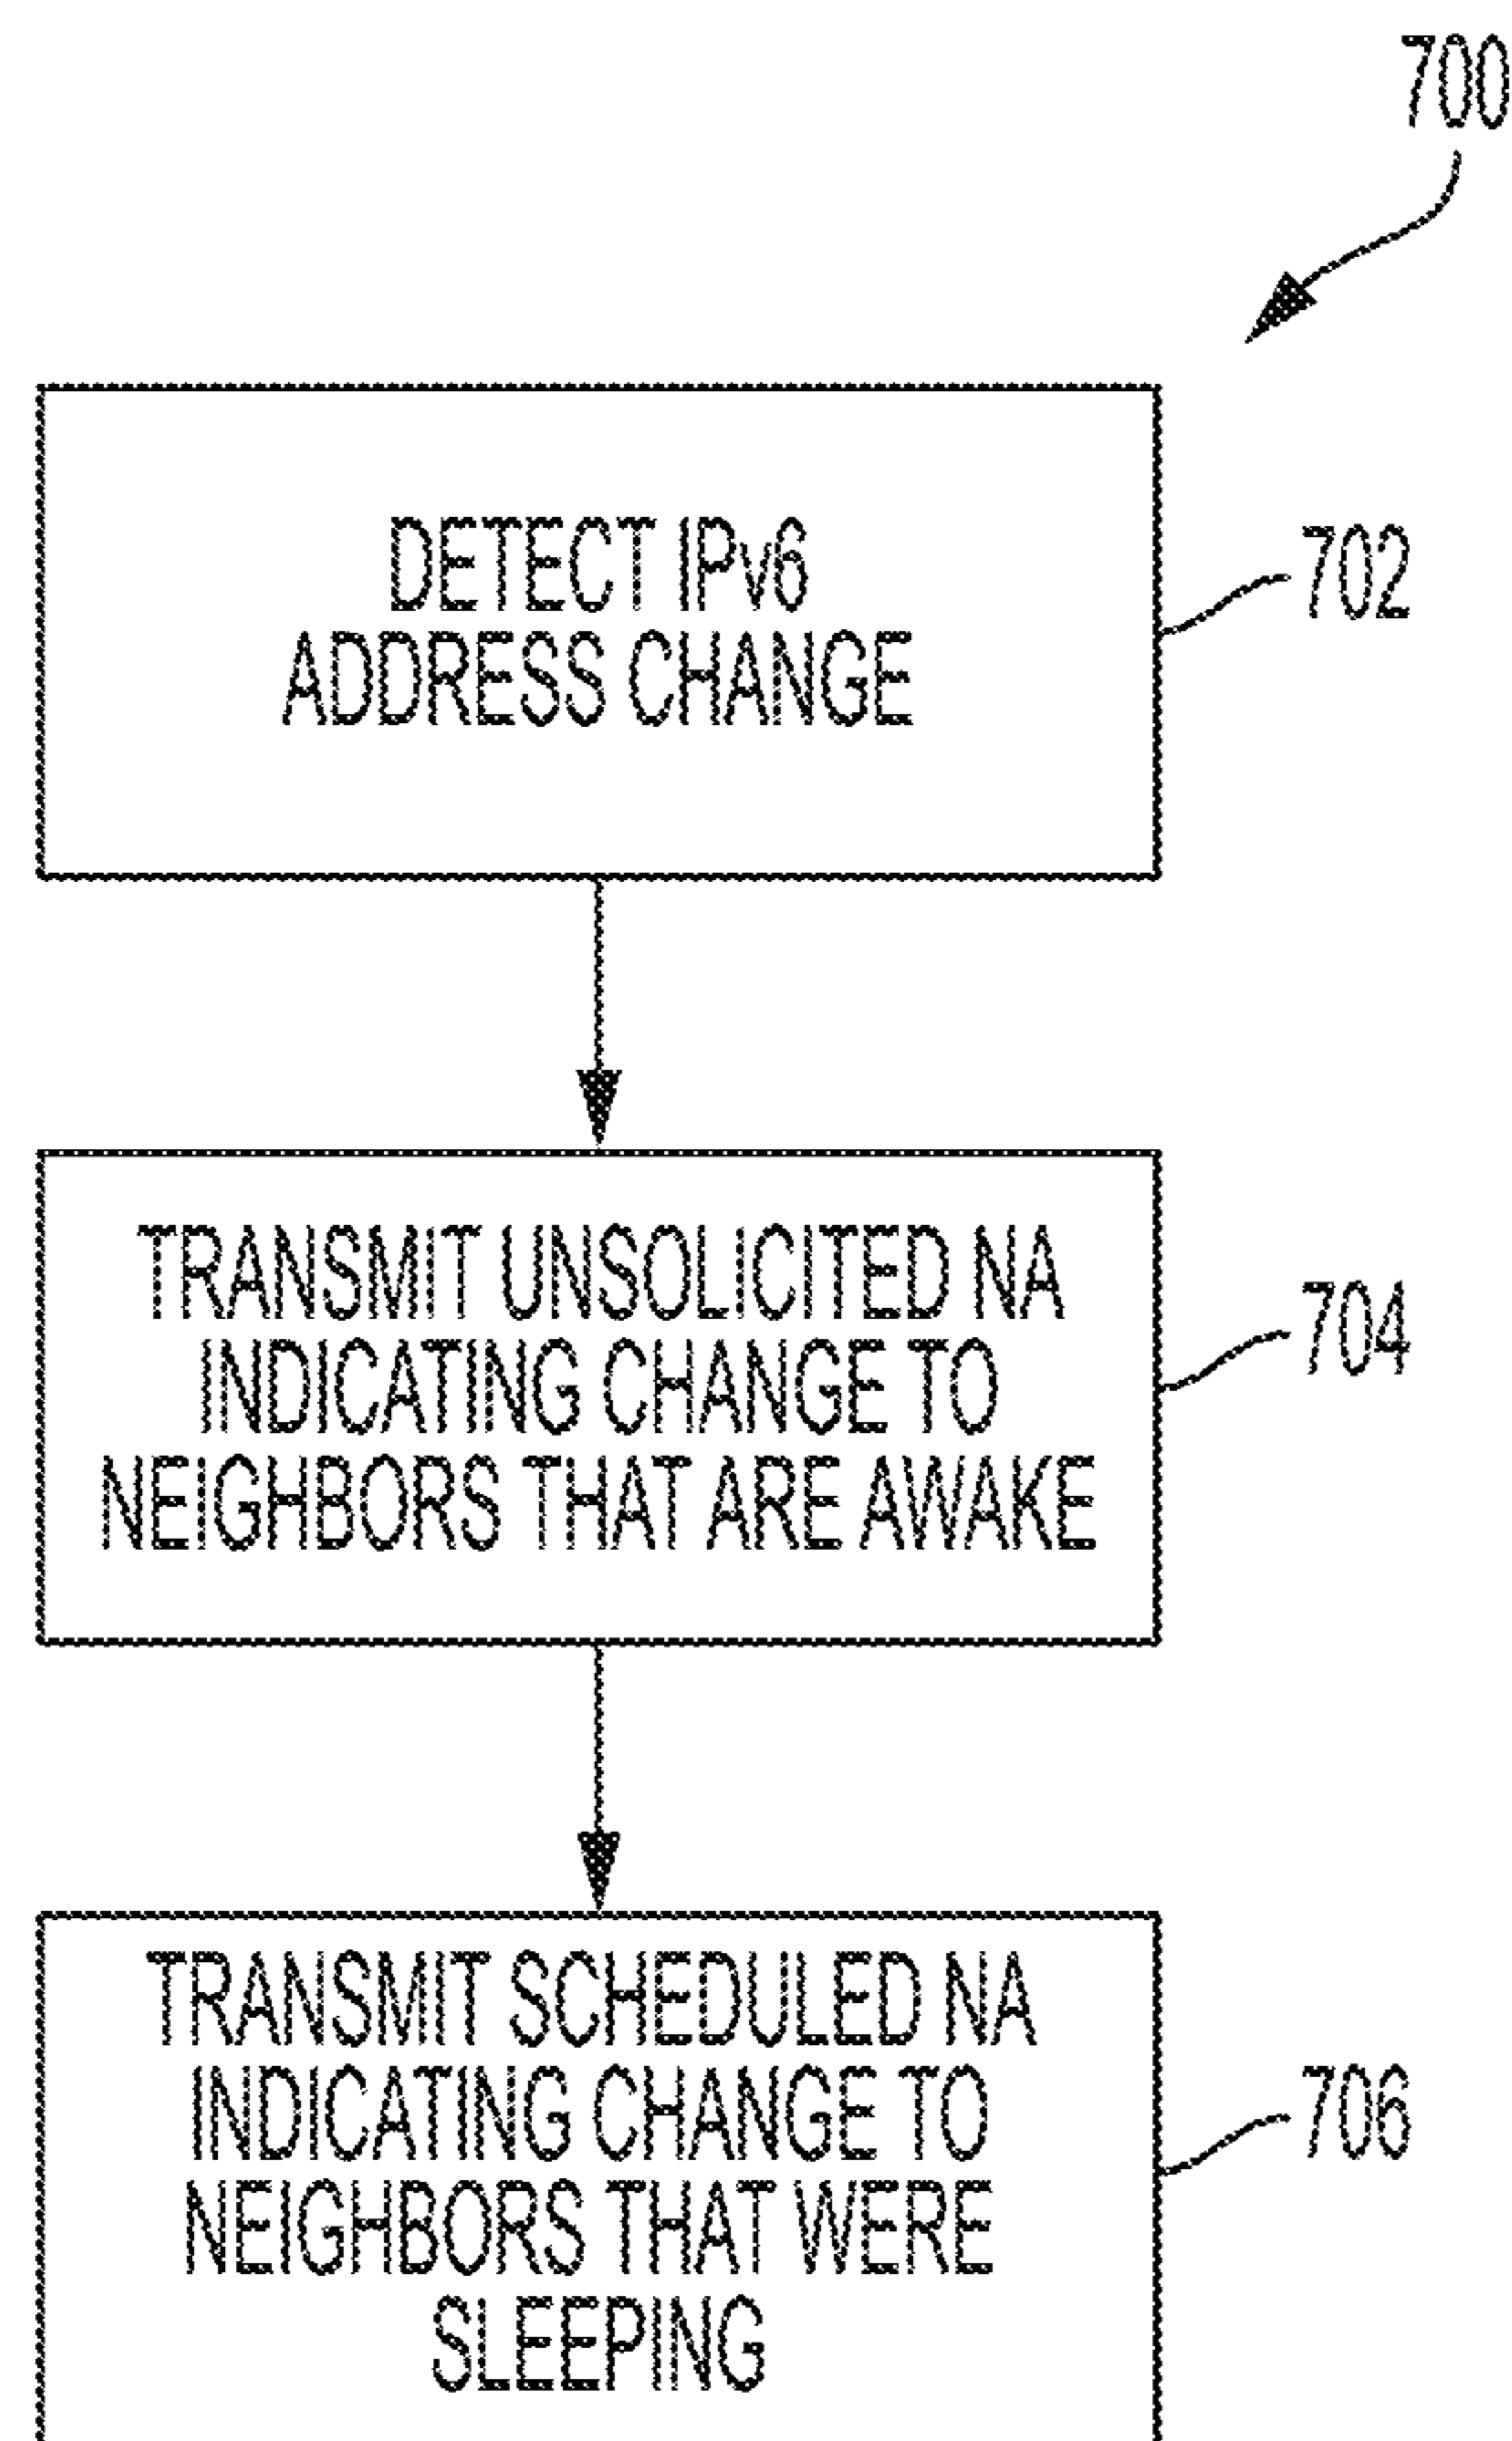 700
DETECT IPv6
ADDRESS CHANGE
702
TRANSMIT UNSOLICITED NA
INDICATING CHANGE TO
NEIGHBORS THAT ARE AWAKE
704
TRANSMIT SCHEDULED NA
INDICATING CHANGE TO
NEIGHBORS THAT WERE
SLEEPING
706